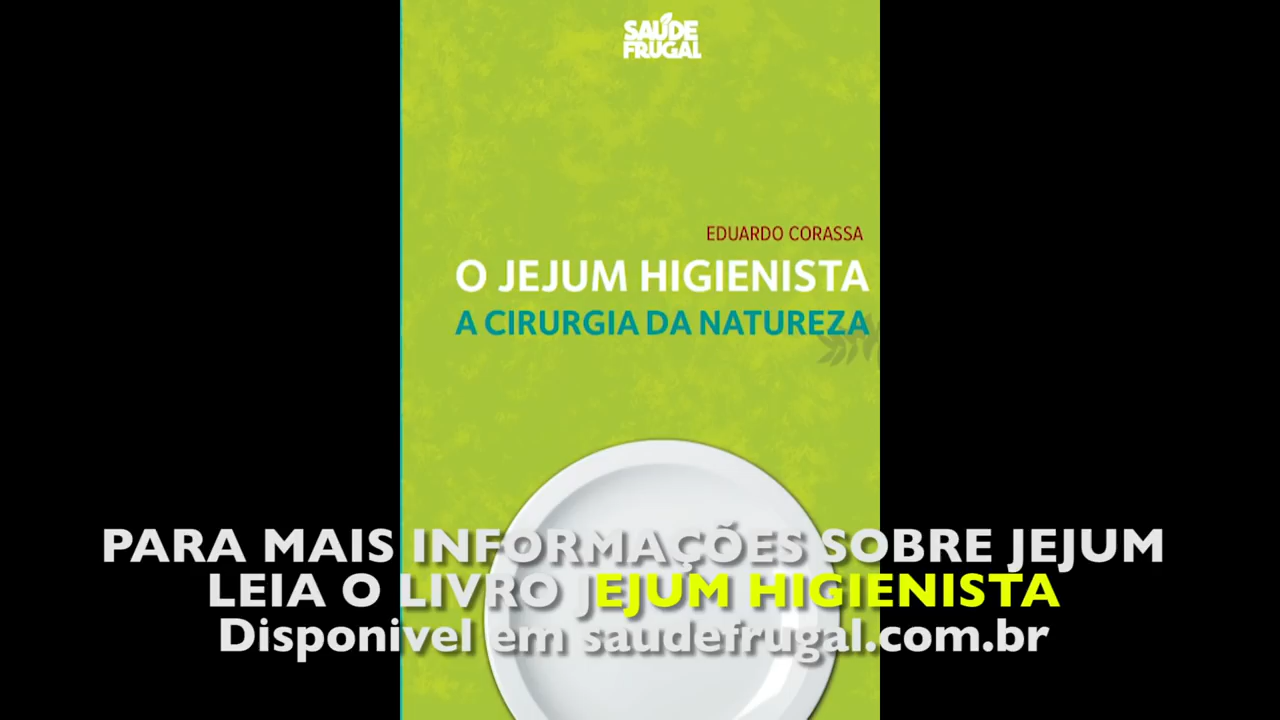 SAÚDE
FRUGAL
EDUARDO CORASSA
O JEJUM HIGIENISTA
A CIRURGIA DA NATUREZA
PARA MAIS INFORMAÇÕES SOBRE JEJUM
LEIA O LIVRO JEJUM HIGIENISTA
Disponivel em saudefrugal.com.br